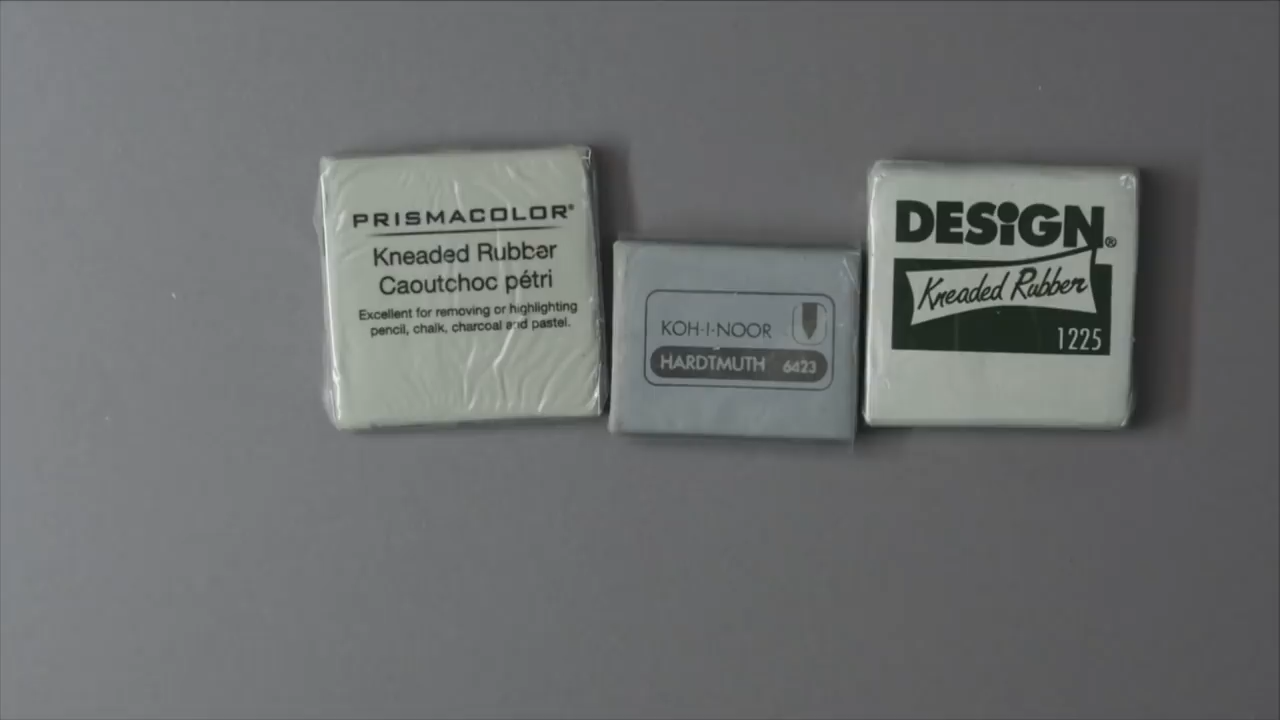 PRISMACOLOR®
Kneaded Rubber
Caoutchoc pétri
Excellent for removing or highlighting
pencil, chalk, charcoal and pastel.
KOH-I-NOOR
HARDTMUTH 6423
DESiGN®
Kneaded Rubber
1225